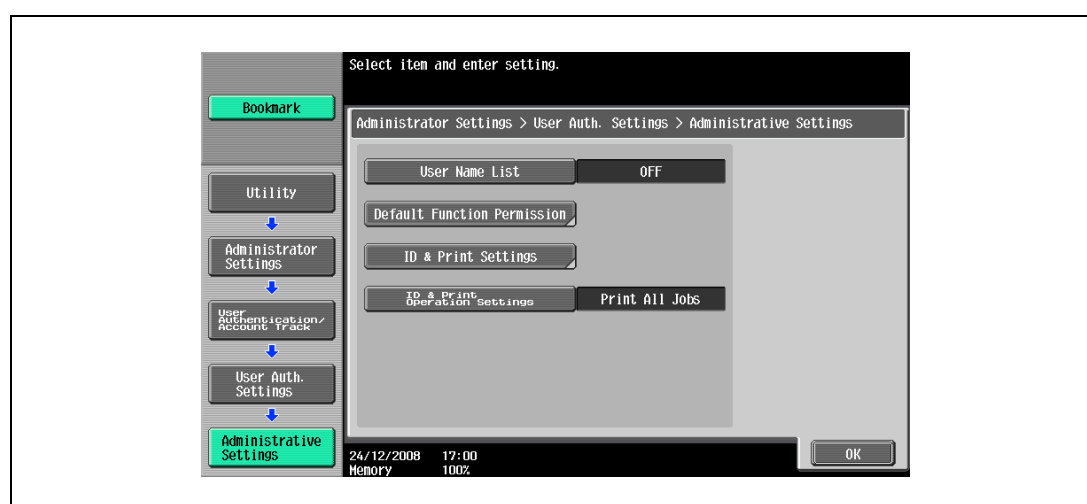 Select item and enter setting.
Bookmark
Administrator Settings > User Auth. Settings > Administrative Settings
User Name List OFF
Utility
Default Function Permission
Administrator
Settings
ID & Print Settings
ID & Print
Operation Settings
Print All Jobs
User
Authentication/
Account Track
User Auth.
Settings
Administrative
Settings
24/12/2008 17:00
Memory 100%
OK